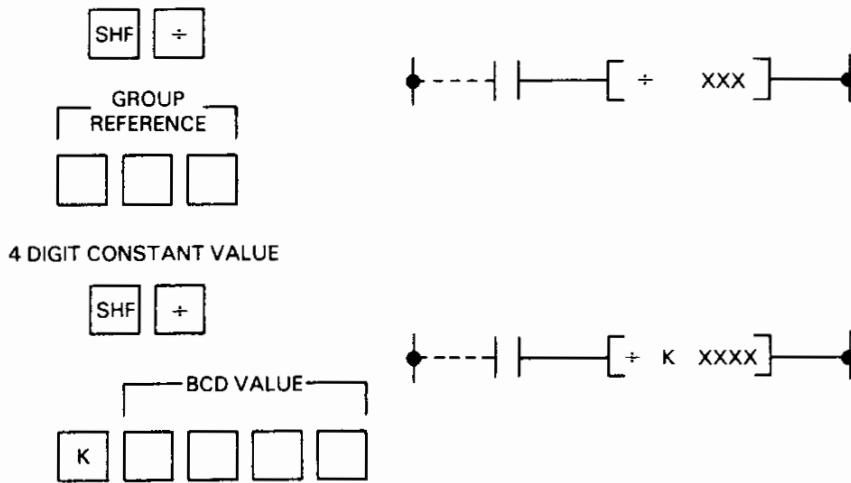 SHF ÷
÷ XXX
GROUP
REFERENCE
4 DIGIT CONSTANT VALUE
SHF ÷
÷ K XXXX
BCD VALUE
K